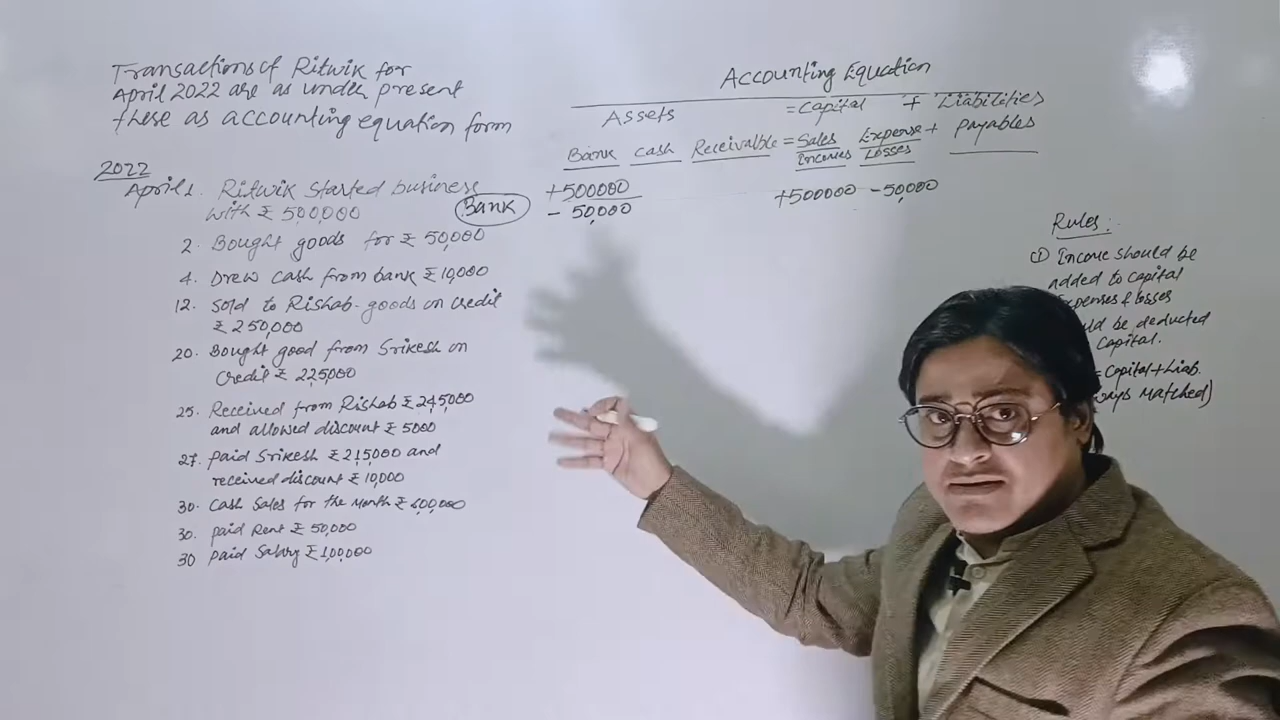 Transactions of Ritwik for
April 2022 are as under present
these as accounting equation form
2022
April 1. Ritwik Started business
with ₹ 500,000
Bank
2. Bought goods for ₹ 50,000
4. Drew cash from bank ₹ 10,000
12. Sold to Rishab-goods on credit
₹ 250,000
20. Bought good from Srikesh on
Credit ₹ 225,000
25. Received from Rishab ₹ 245000
and allowed discount ₹ 5000
27. Paid Srikesh ₹ 215,000 and
received discount ₹ 10,000
30. Cash Sales for the Month ₹ 600,000
30. Paid Rent ₹ 50,000
30 Paid Salary ₹ 100,000
Accounting Equation
Assets = Capital + Liabilities
Bank Cash Receivable = Sales Expense + Payables
Incomes Losses
+500000 +500000 -50,000
- 50,000
Rules:-
(1) Income should be
added to capital
expenses & losses
be deducted
Capital.
= Capital + Liab.
Matched)